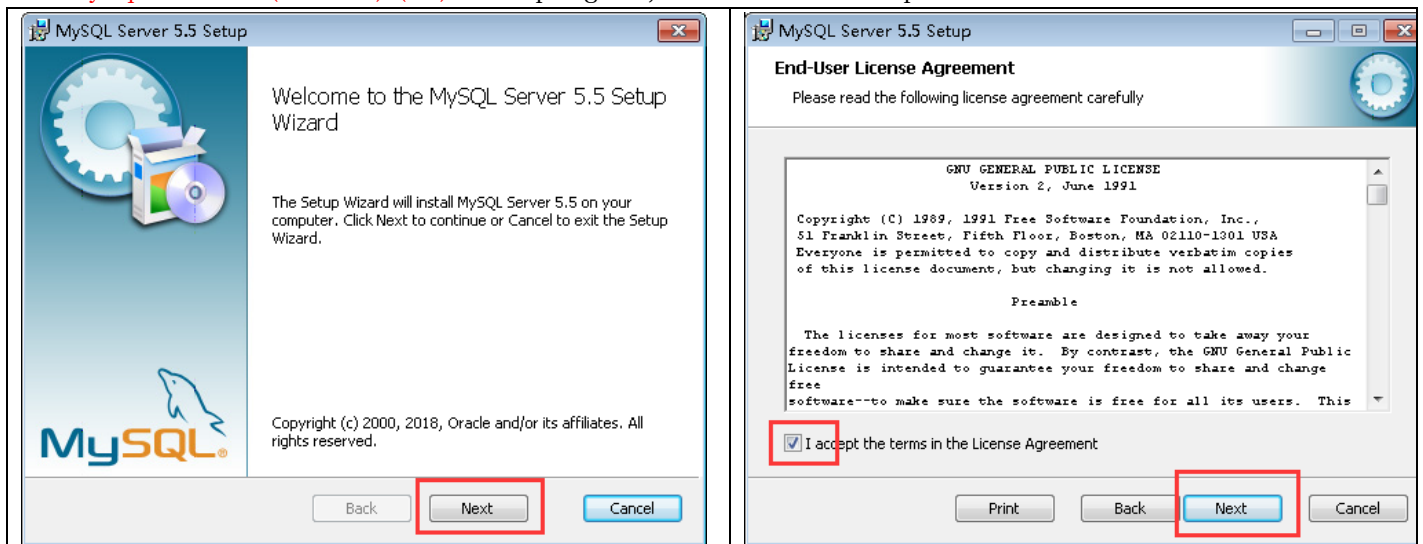 MySQL Server 5.5 Setup
Welcome to the MySQL Server 5.5 Setup
Wizard
The Setup Wizard will install MySQL Server 5.5 on your
computer. Click Next to continue or Cancel to exit the Setup
Wizard.
Copyright (c) 2000, 2018, Oracle and/or its affiliates. All
rights reserved.
MySQL®
Back
Next
Cancel
MySQL Server 5.5 Setup
End-User License Agreement
Please read the following license agreement carefully
GNU GENERAL PUBLIC LICENSE
Version 2, June 1991
Copyright (C) 1989, 1991 Free Software Foundation, Inc.,
51 Franklin Street, Fifth Floor, Boston, MA 02110-1301 USA
Everyone is permitted to copy and distribute verbatim copies
of this license document, but changing it is not allowed.
Preamble
The licenses for most software are designed to take away your
freedom to share and change it. By contrast, the GNU General Public
License is intended to guarantee your freedom to share and change
free
software--to make sure the software is free for all its users. This
I accept the terms in the License Agreement
Print
Back
Next
Cancel